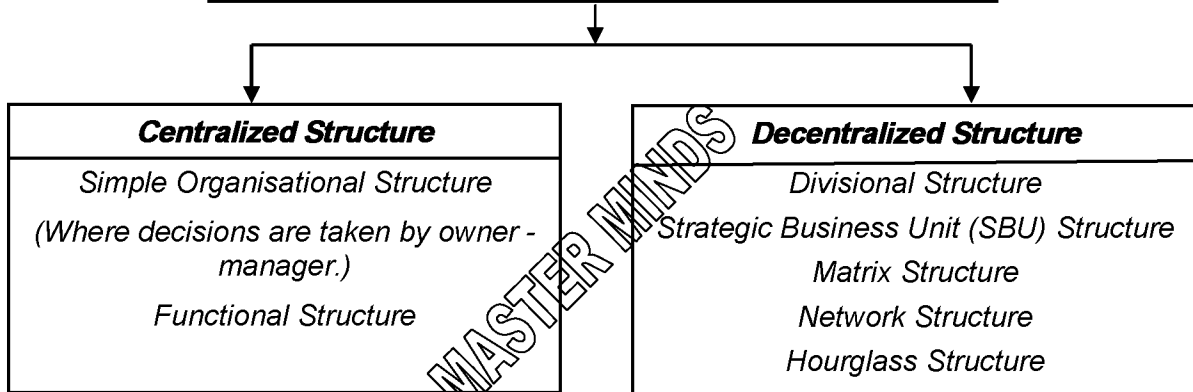 Centralized Structure
Simple Organisational Structure
(Where decisions are taken by owner -
manager.)
Functional Structure
Decentralized Structure
Divisional Structure
Strategic Business Unit (SBU) Structure
Matrix Structure
Network Structure
Hourglass Structure
MASTER MINDS